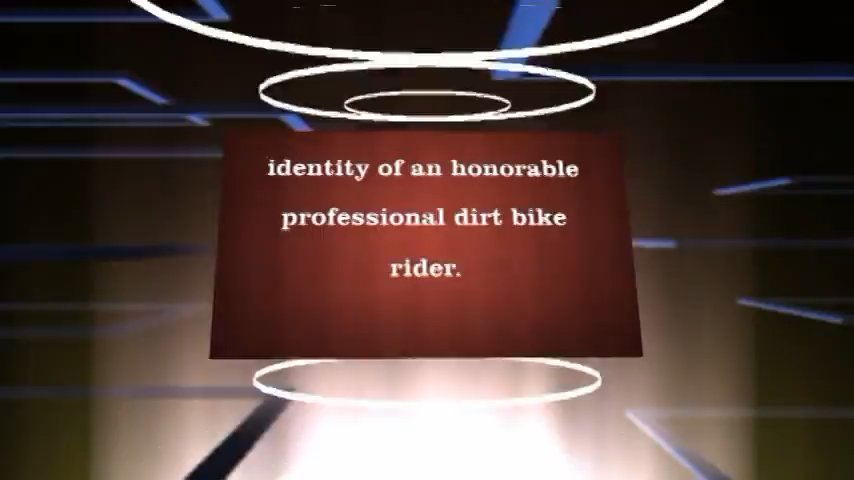 identity of an honorable
professional dirt bike
rider.